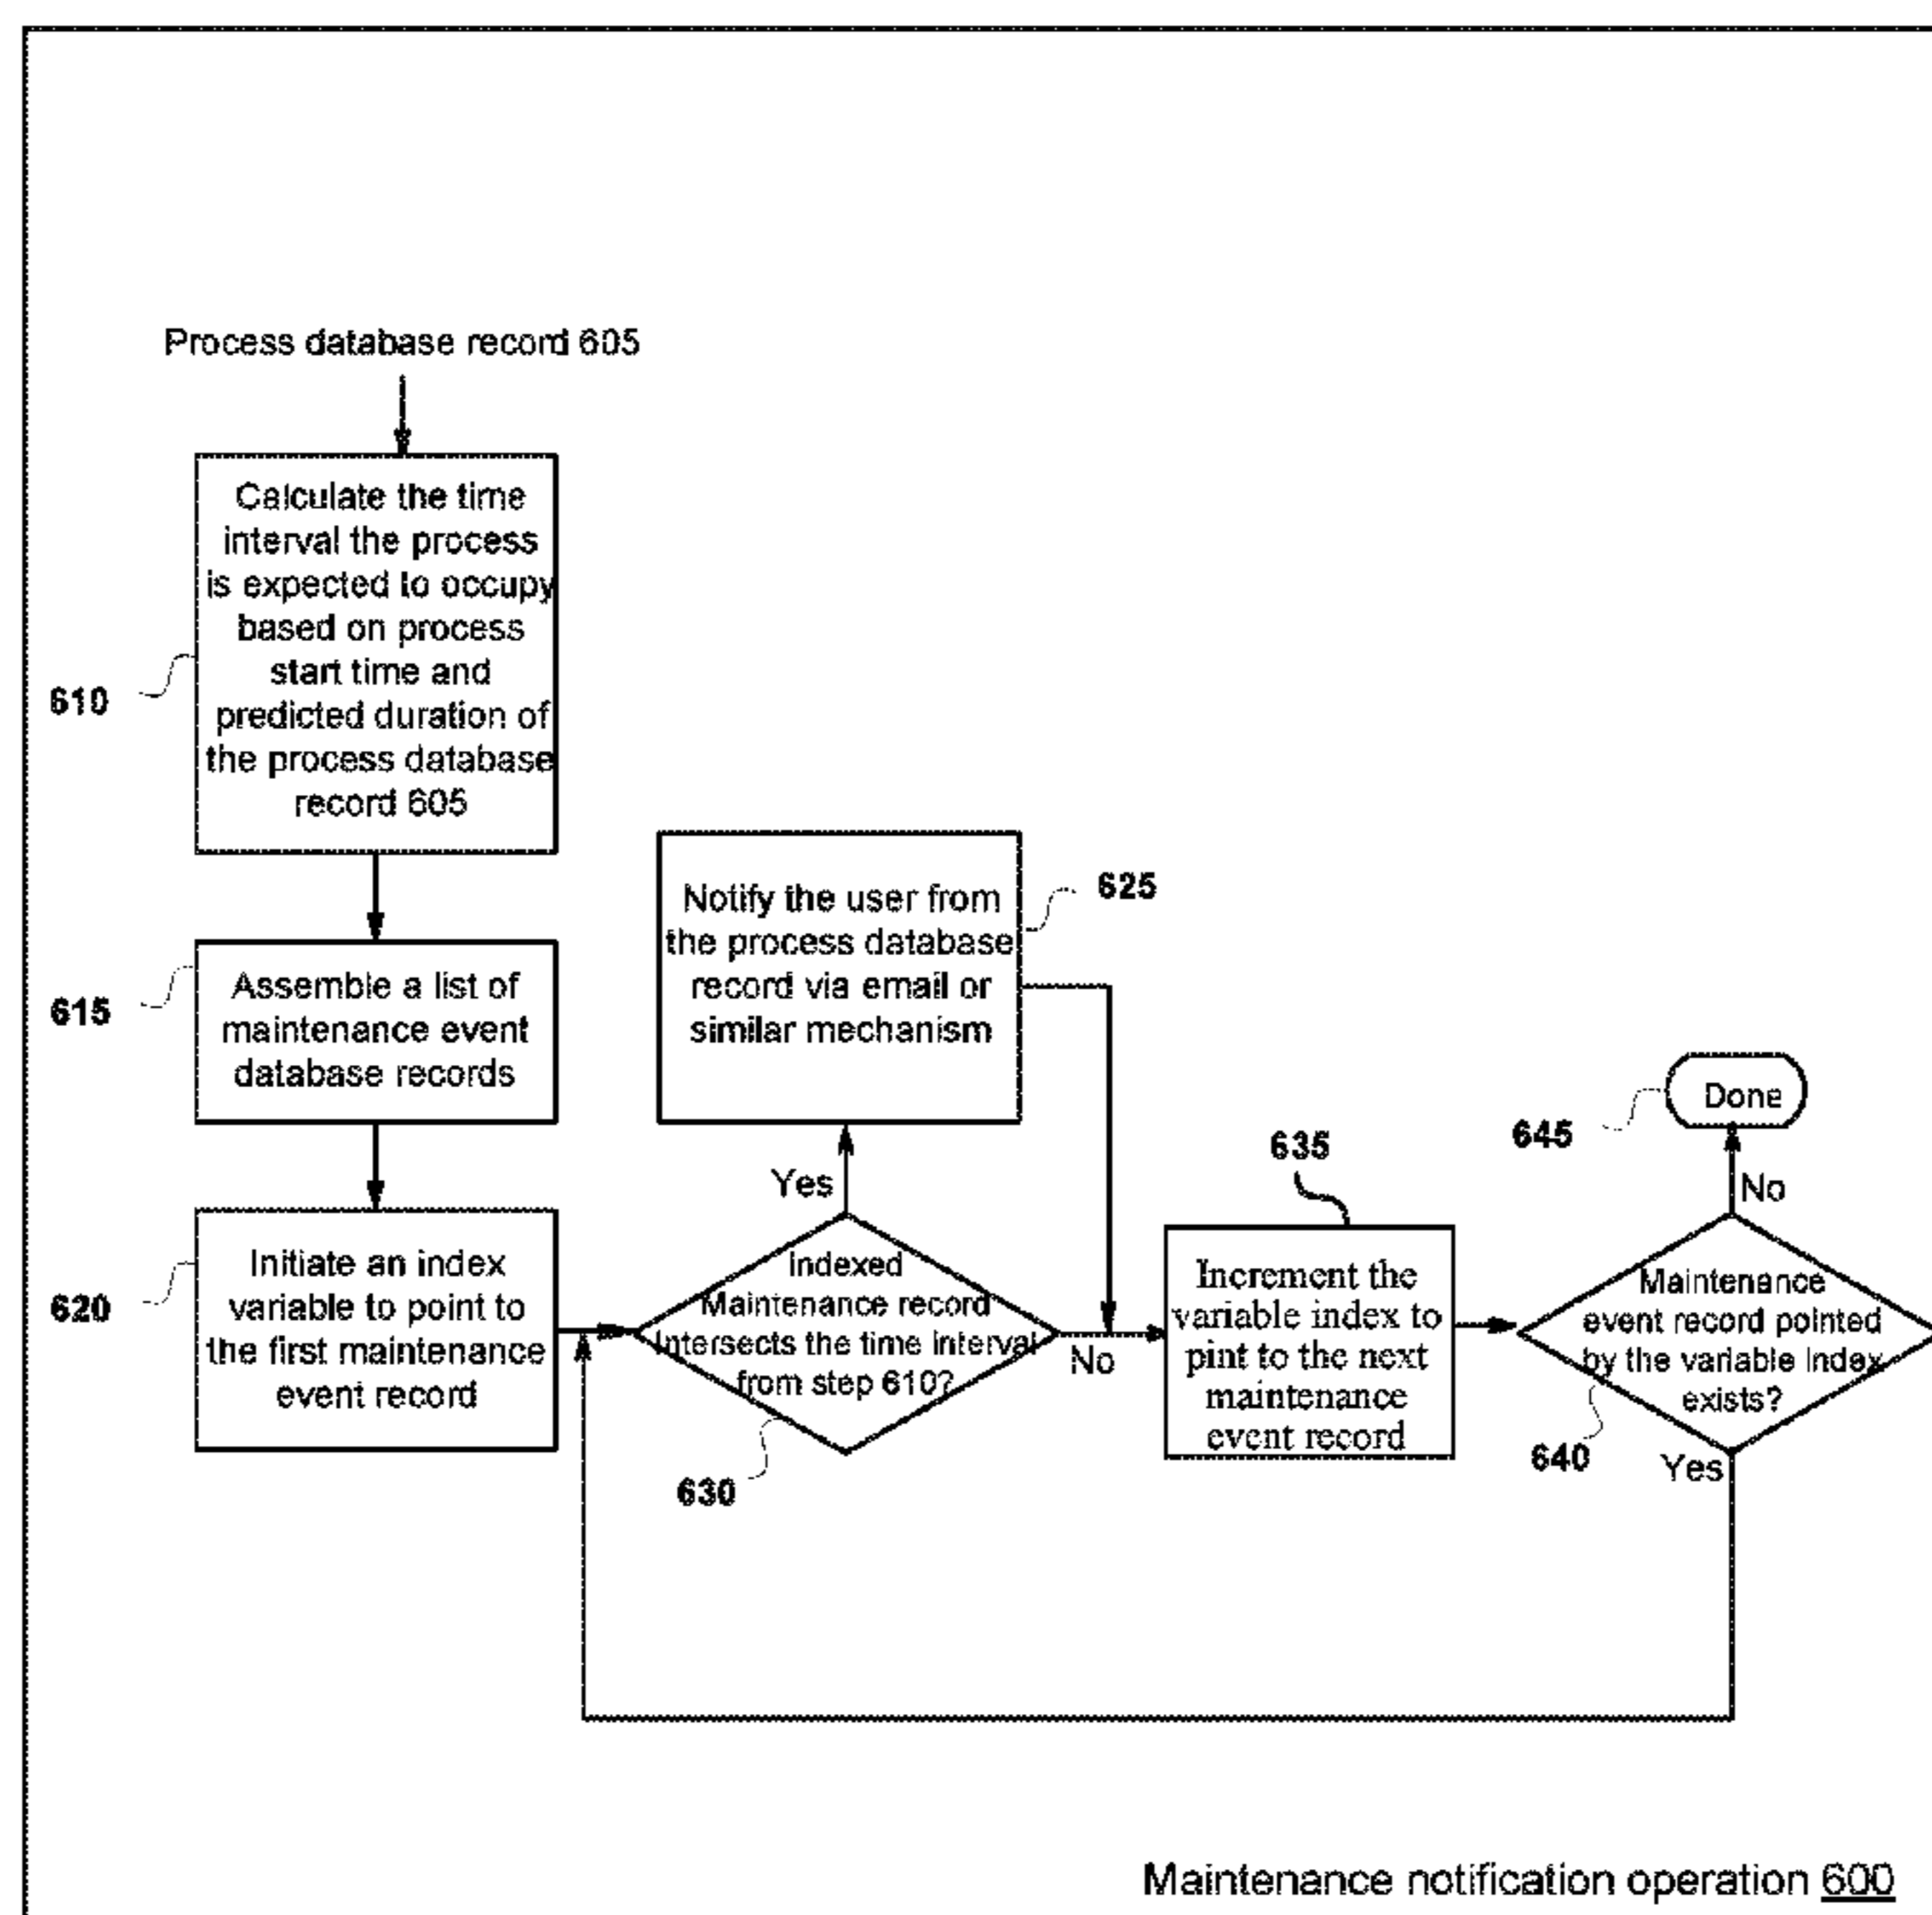 Process database record 605
Calculate the time
interval the process
is expected to occupy
based on process
start time and
predicted duration of
the process database
record 605
610
Assemble a list of
maintenance event
database records
615
Initiate an index
variable to point to
the first maintenance
event record
620
Notify the user from
the process database
record via email or
similar mechanism
625
Yes
Indexed
Maintenance record
Intersects the time interval
from step 610?
630
No
635
Increment the
variable index to
pint to the next
maintenance
event record
Maintenance
event record pointed
by the variable Index
exists?
640
Yes
No
645
Done
Maintenance notification operation 600